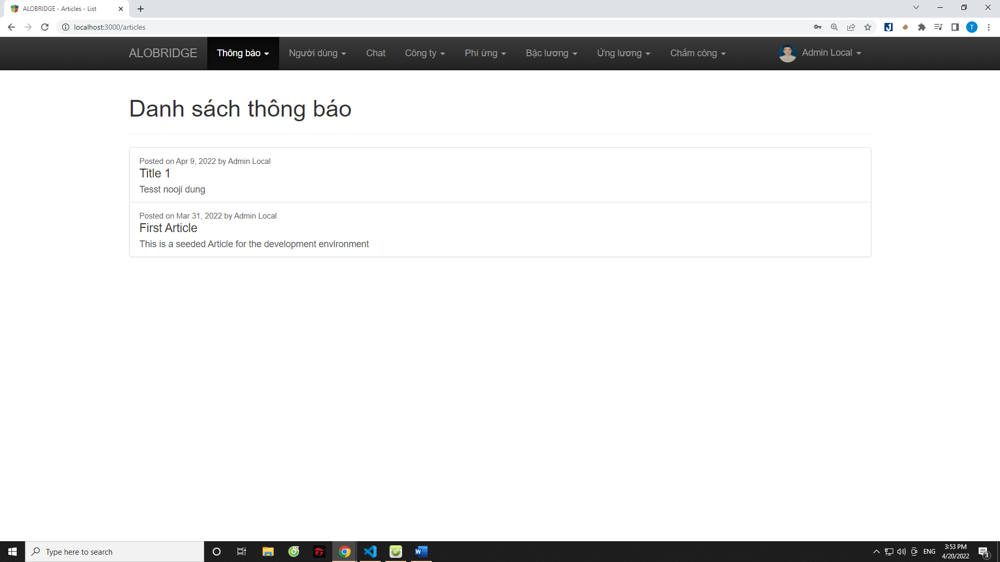 ALOBRIDGE - Articles - List
localhost:3000/articles
T
ALOBRIDGE Thông báo Người dùng Chat Công ty Phí ứng Bậc lương Ứng lương Chấm công Admin Local
Danh sách thông báo
Posted on Apr 9, 2022 by Admin Local
Title 1
Tesst nooji dung
Posted on Mar 31, 2022 by Admin Local
First Article
This is a seeded Article for the development environment
Type here to search
W
ENG
3:53 PM
4/20/2022
3